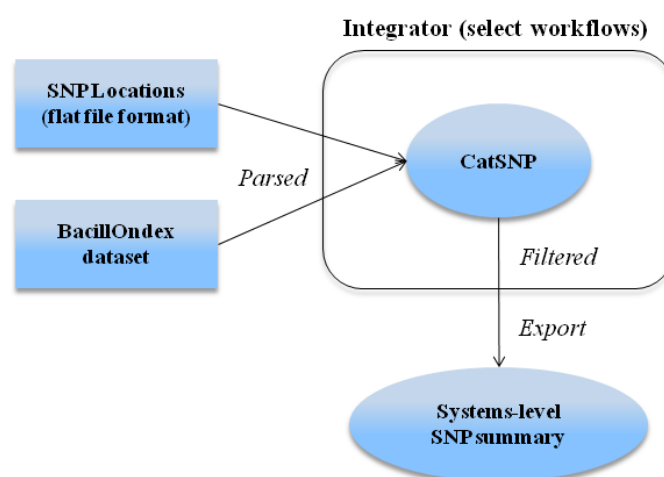 Integrator (select workflows)
SNPLocations
(flat file format)
CatSNP
Parsed
BacillOndex
dataset
Filtered
Export
Systems-level
SNPsummary